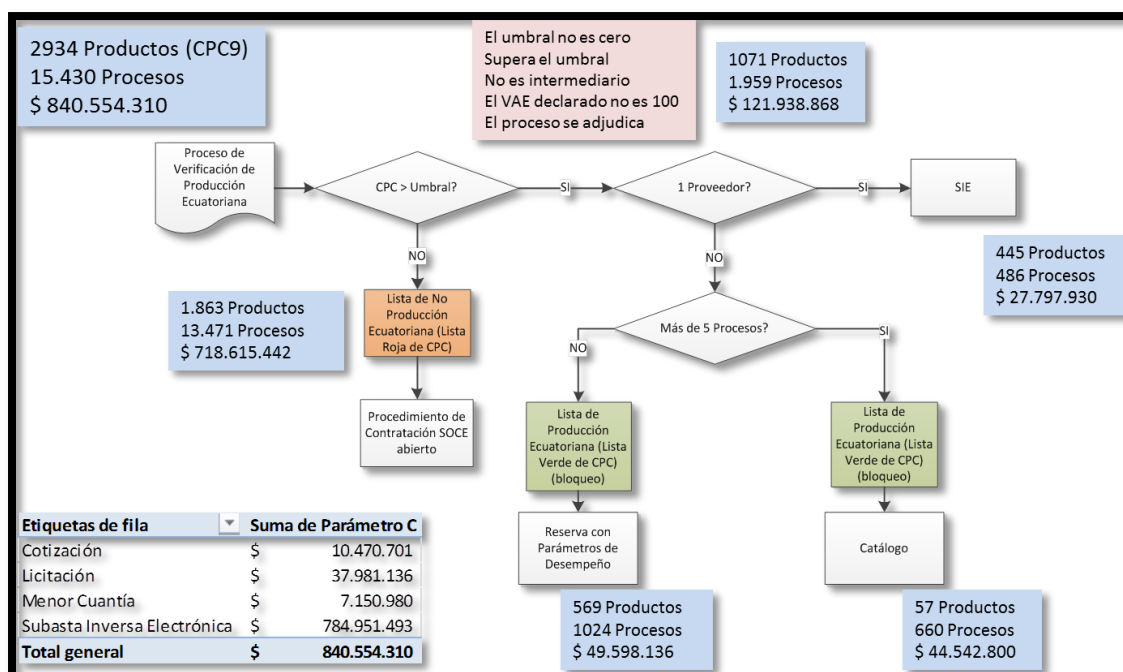 2934 Productos (CPC9)
15.430 Procesos
$ 840.554.310
El umbral no es cero
Supera el umbral
No es intermediario
El VAE declarado no es 100
El proceso se adjudica
1071 Productos
1.959 Procesos
$ 121.938.868
Proceso de
Verificación de
Producción
Ecuatoriana
CPC > Umbral?
SI
1 Proveedor?
SI
SIE
NO
NO
445 Productos
486 Procesos
$ 27.797.930
1.863 Productos
13.471 Procesos
$ 718.615.442
Lista de No
Producción
Ecuatoriana (Lista
Roja de CPC)
Más de 5 Procesos?
NO
SI
Procedimiento de
Contratación SOCE
abierto
Lista de
Producción
Ecuatoriana (Lista
Verde de CPC)
(bloqueo)
Lista de
Producción
Ecuatoriana (Lista
Verde de CPC)
(bloqueo)
Reserva con
Parámetros de
Desempeño
Catálogo
569 Productos
1024 Procesos
$ 49.598.136
57 Productos
660 Procesos
$ 44.542.800
Etiquetas de fila Suma de Parámetro C
Cotización $ 10.470.701
Licitación $ 37.981.136
Menor Cuantía $ 7.150.980
Subasta Inversa Electrónica $ 784.951.493
Total general $ 840.554.310